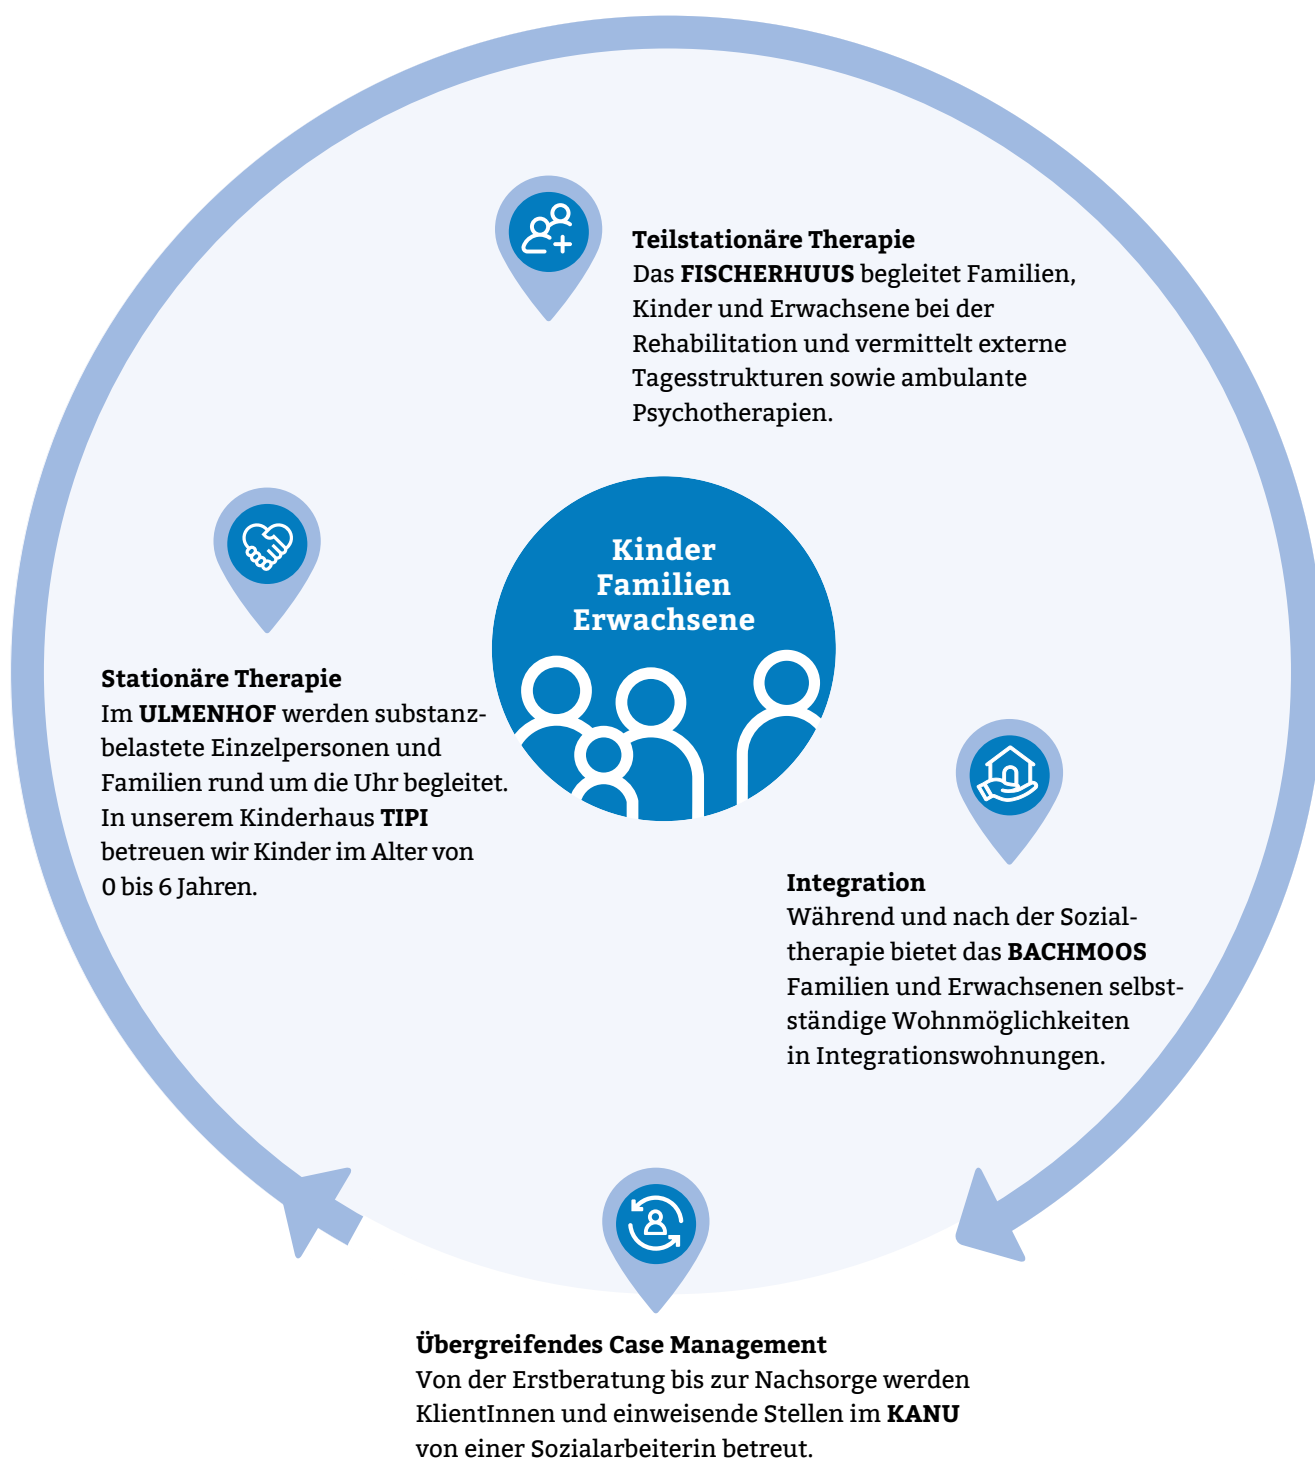 Teilstationäre Therapie
Das FISCHERHUUS begleitet Familien,
Kinder und Erwachsene bei der
Rehabilitation und vermittelt externe
Tagesstrukturen sowie ambulante
Psychotherapien.
Kinder
Familien
Erwachsene
Stationäre Therapie
Im ULMENHOF werden substanz-
belastete Einzelpersonen und
Familien rund um die Uhr begleitet.
In unserem Kinderhaus TIPI
betreuen wir Kinder im Alter von
0 bis 6 Jahren.
Integration
Während und nach der Sozial-
therapie bietet das BACHMOOS
Familien und Erwachsenen selbst-
ständige Wohnmöglichkeiten
in Integrationswohnungen.
Übergreifendes Case Management
Von der Erstberatung bis zur Nachsorge werden
KlientInnen und einweisende Stellen im KANU
von einer Sozialarbeiterin betreut.